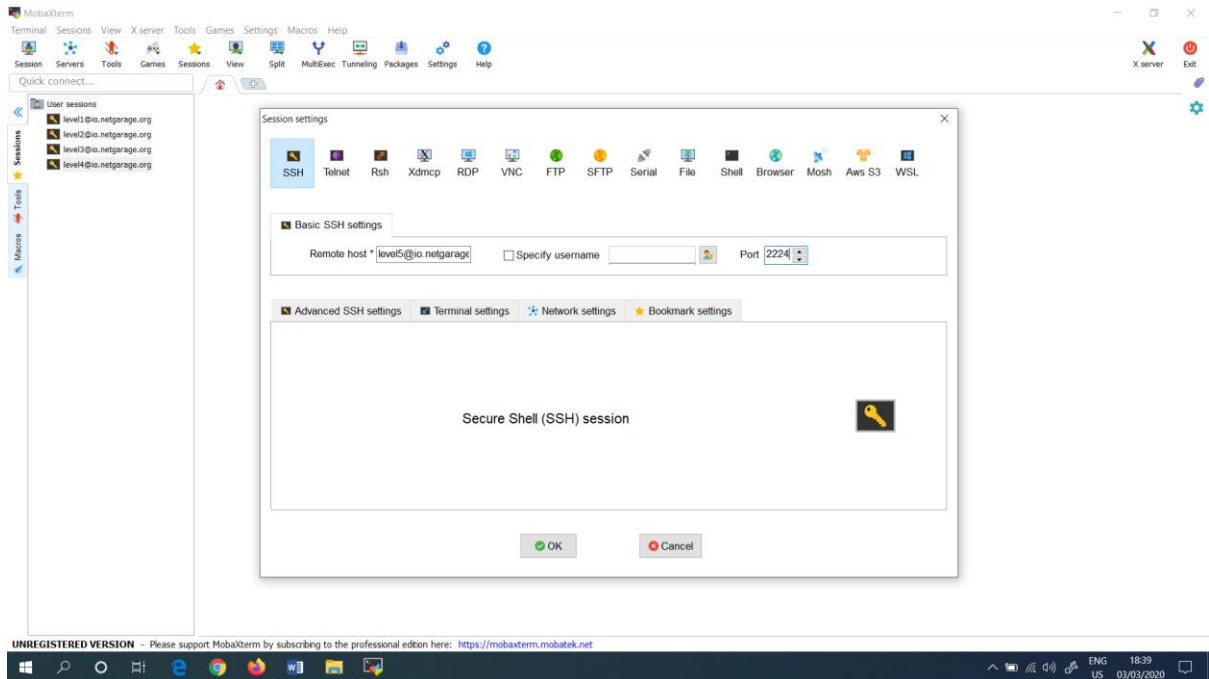 MobaXterm
Terminal Sessions View X server Tools Games Settings Macros Help
Session Servers Tools Games Sessions View Split MultiExec Tunneling Packages Settings Help X server Exit
Quick connect...
User sessions
level1@io.netgarage.org
level2@io.netgarage.org
level3@io.netgarage.org
level4@io.netgarage.org
Sessions
Tools
Macros
Session settings
SSH Telnet Rsh Xdmcp RDP VNC FTP SFTP Serial File Shell Browser Mosh Aws S3 WSL
Basic SSH settings
Remote host * level5@io.netgarage Specify username Port 2224
Advanced SSH settings Terminal settings Network settings Bookmark settings
Secure Shell (SSH) session
OK Cancel
UNREGISTERED VERSION - Please support MobaXterm by subscribing to the professional edition here: https://mobaxterm.mobatek.net
ENG 18:39
US 03/03/2020